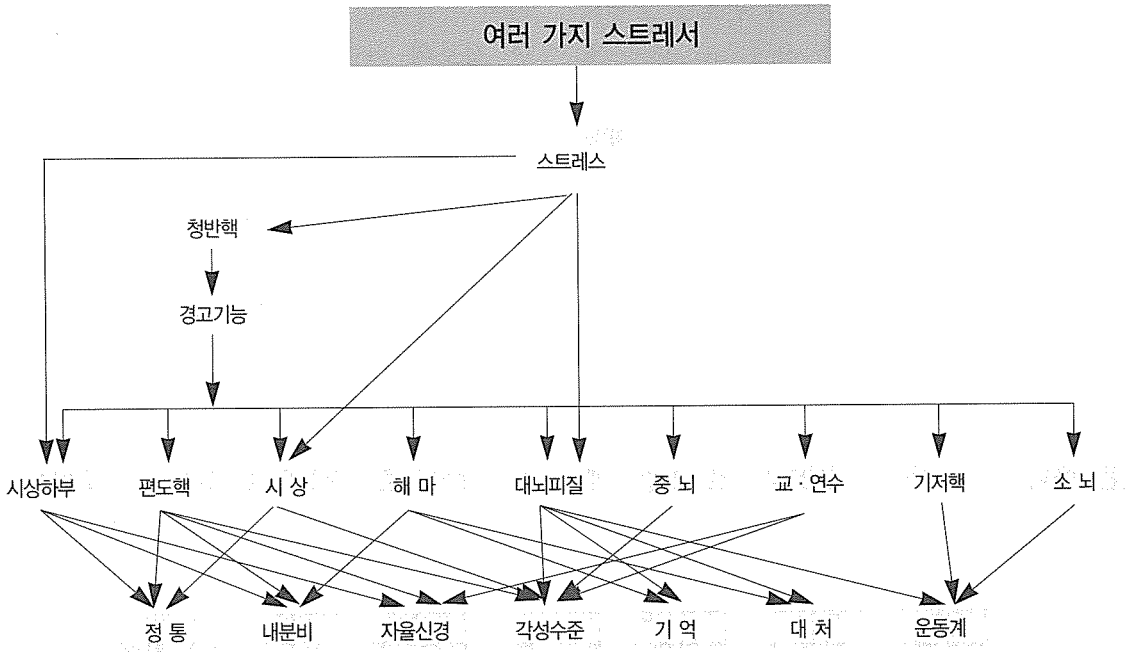 여러 가지 스트레서
스트레스
청반핵
경고기능
시상하부 편도핵 시 상 해 마 대뇌피질 중 뇌 교 · 연수 기저핵 소 뇌
정 통 내분비 자율신경 각성수준 기 억 대 처 운동계